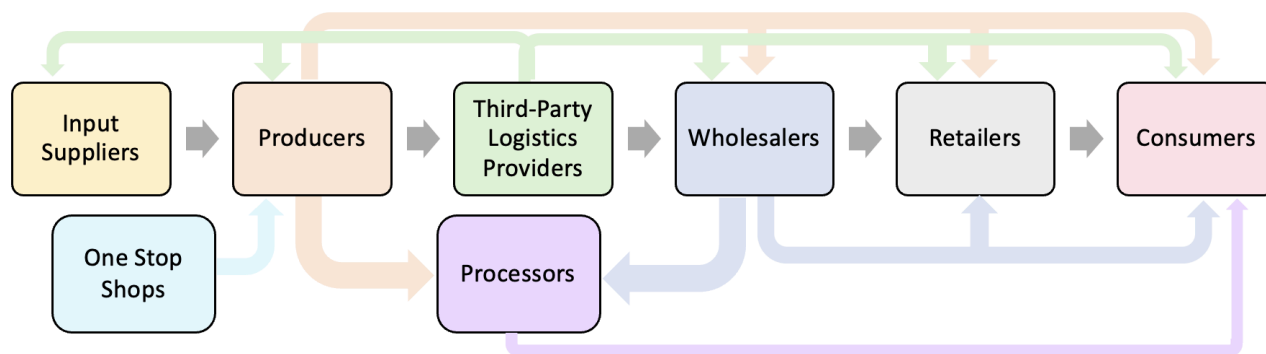 Input
Suppliers
Producers
Third-Party
Logistics
Providers
Wholesalers
Retailers
Consumers
One Stop
Shops
Processors